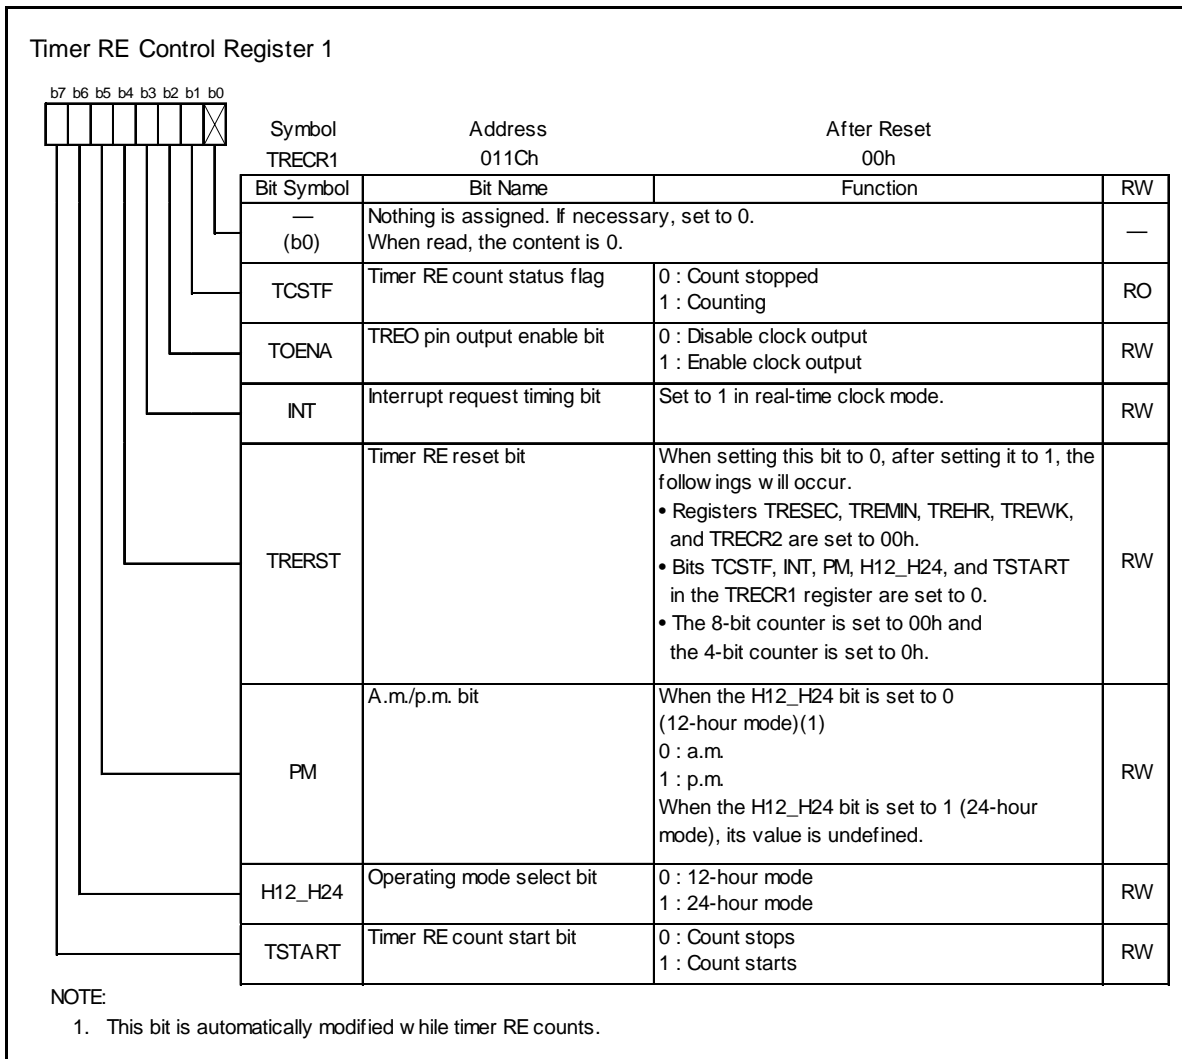 Timer RE Control Register 1
b7 b6 b5 b4 b3 b2 b1 b0
Symbol Address After Reset
TRECR1 011Ch 00h
Bit Symbol Bit Name Function RW
—
(b0)
Nothing is assigned. If necessary, set to 0.
When read, the content is 0.
—
TCSTF
Timer RE count status flag
0 : Count stopped
1 : Counting
RO
TOENA
TREO pin output enable bit
0 : Disable clock output
1 : Enable clock output
RW
INT
Interrupt request timing bit
Set to 1 in real-time clock mode.
RW
TRERST
Timer RE reset bit
When setting this bit to 0, after setting it to 1, the
followings will occur.
• Registers TRESEC, TREMIN, TREHR, TREWK,
and TRECR2 are set to 00h.
• Bits TCSTF, INT, PM, H12_H24, and TSTART
in the TRECR1 register are set to 0.
• The 8-bit counter is set to 00h and
the 4-bit counter is set to 0h.
RW
PM
A.m./p.m. bit
When the H12_H24 bit is set to 0
(12-hour mode)(1)
0 : a.m.
1 : p.m.
When the H12_H24 bit is set to 1 (24-hour
mode), its value is undefined.
RW
H12_H24
Operating mode select bit
0 : 12-hour mode
1 : 24-hour mode
RW
TSTART
Timer RE count start bit
0 : Count stops
1 : Count starts
RW
NOTE:
1. This bit is automatically modified while timer RE counts.